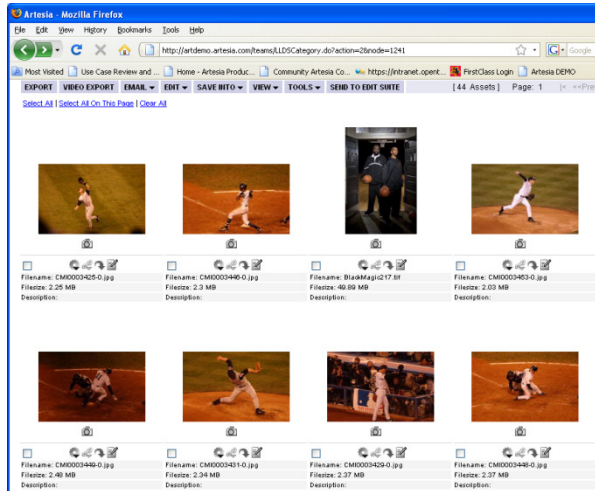 Artesia - Mozilla Firefox
File Edit View History Bookmarks Tools Help
http://artdemo.artesia.com/teams/LLDSCategory.do?action=2&node=1241
G Google
Most Visited Use Case Review and ... Home - Artesia Produc... Community Artesia Co... https://intranet.opent... FirstClass Login Artesia DEMO
EXPORT VIDEO EXPORT EMAIL EDIT SAVE INTO VIEW TOOLS SEND TO EDIT SUITE [44 Assets] Page: 1 |< <<Pre
Select All | Select All On This Page | Clear All
Filename: CMI0003425-0.jpg Filename: CMI0003446-0.jpg Filename: BlackMagic217.tif Filename: CMI0003453-0.jpg
Filesize: 2.25 MB Filesize: 2.3 MB Filesize: 49.89 MB Filesize: 2.03 MB
Description: Description: Description: Description:
Filename: CMI0003449-0.jpg Filename: CMI0003431-0.jpg Filename: CMI0003429-0.jpg Filename: CMI0003448-0.jpg
Filesize: 2.48 MB Filesize: 2.34 MB Filesize: 2.37 MB Filesize: 2.37 MB
Description: Description: Description: Description: